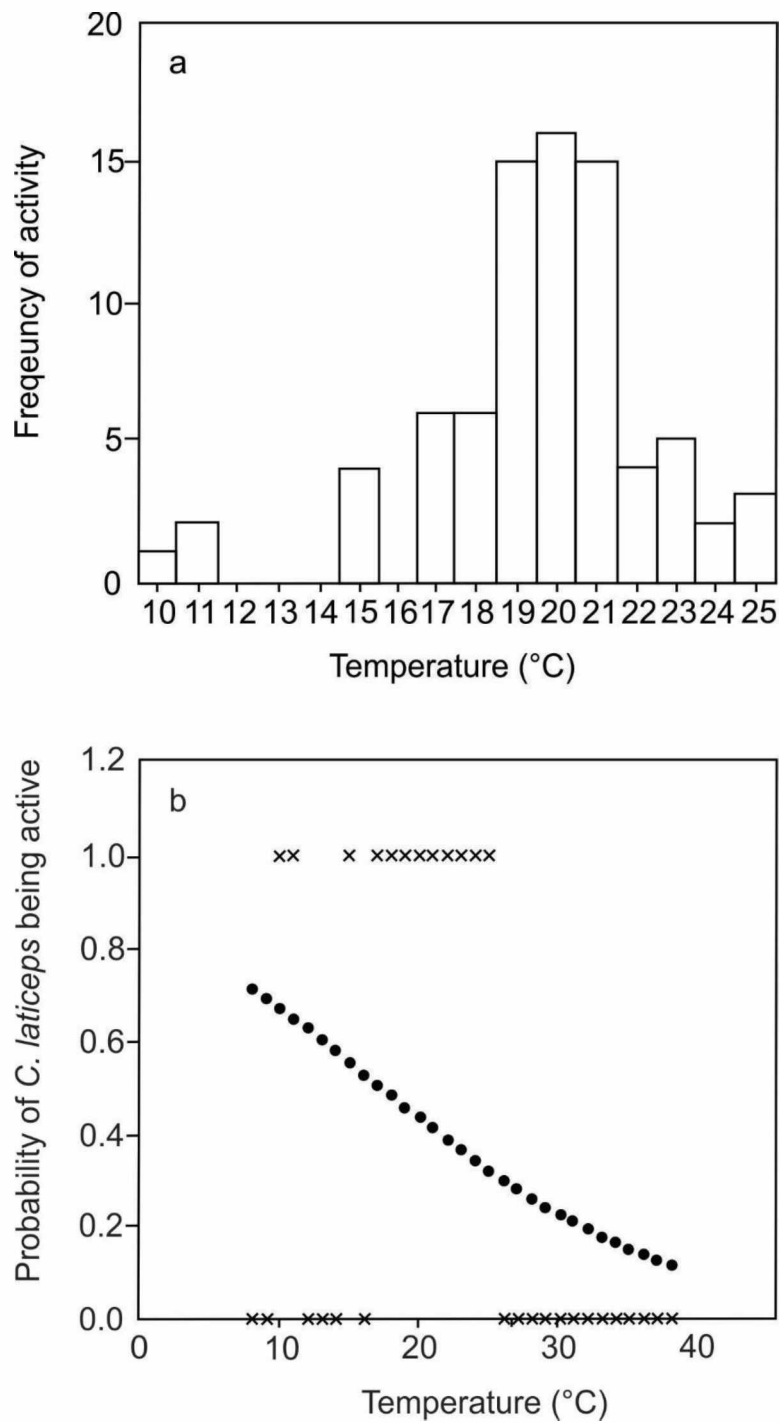 20
a
15
10
5
0
Freqeuncy of activity
10 11 12 13 14 15 16 17 18 19 20 21 22 23 24 25
Temperature (°C)
1.2
b
1.0
0.8
0.6
0.4
0.2
0.0
Probability of C. laticeps being active
0 10 20 30 40
Temperature (°C)